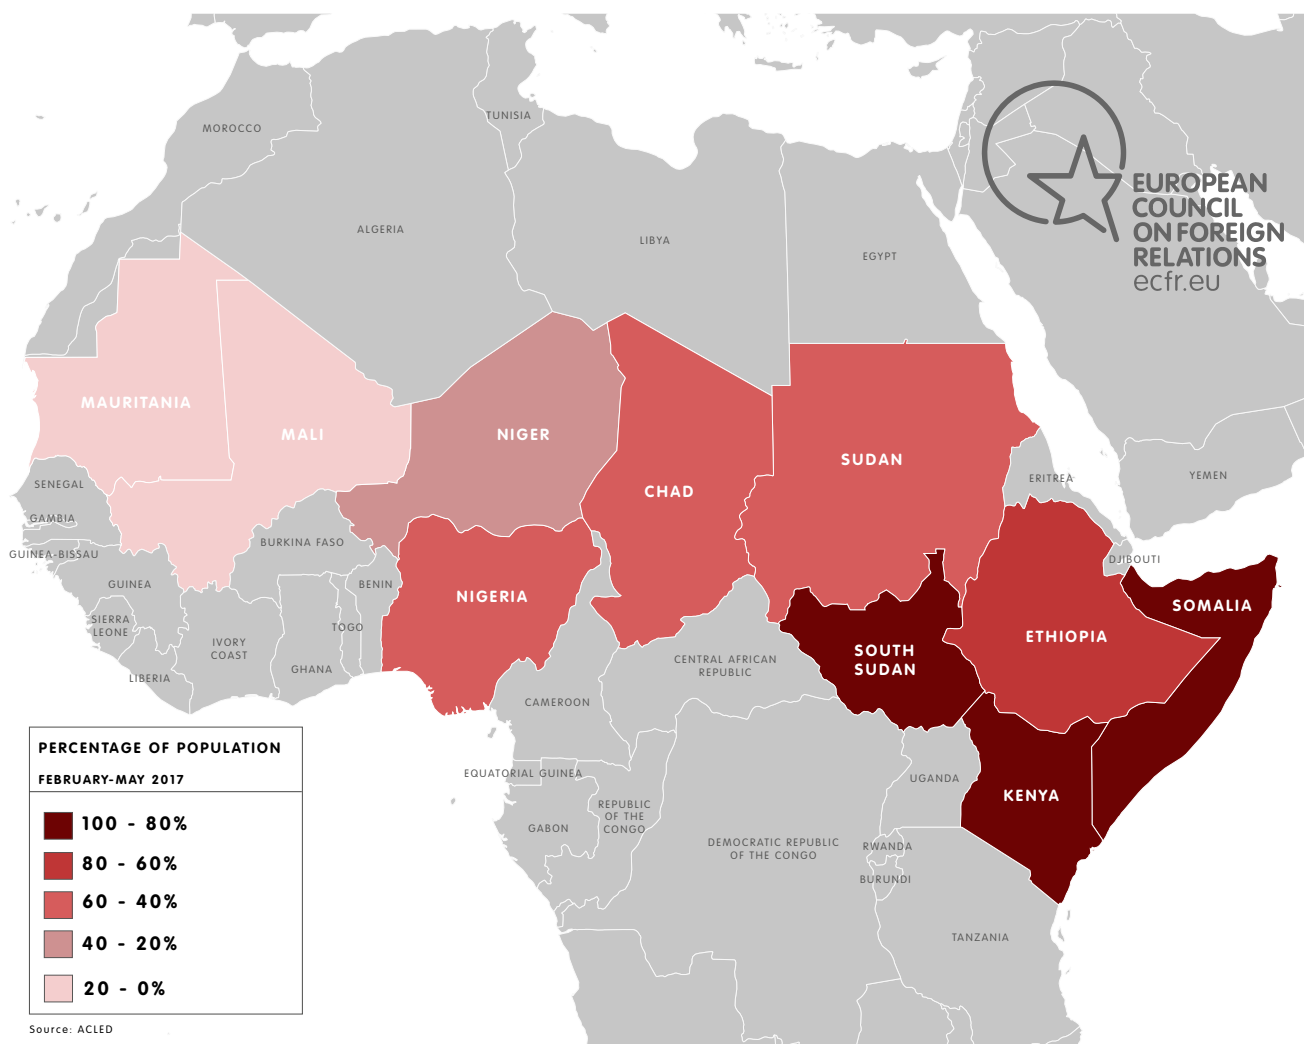 MOROCCO
TUNISIA
ALGERIA
LIBYA
EGYPT
EUROPEAN
COUNCIL
ON FOREIGN
RELATIONS
ecfr.eu
MAURITANIA
MALI
NIGER
CHAD
SUDAN
ERITREA
YEMEN
SENEGAL
GAMBIA
GUINEA-BISSAU
GUINEA
SIERRA
LEONE
LIBERIA
IVORY
COAST
BURKINA FASO
GHANA
TOGO
BENIN
NIGERIA
CAMEROON
CENTRAL AFRICAN
REPUBLIC
SOUTH
SUDAN
ETHIOPIA
DJIBOUTI
SOMALIA
EQUATORIAL GUINEA
GABON
REPUBLIC
OF THE
CONGO
DEMOCRATIC REPUBLIC
OF THE CONGO
UGANDA
KENYA
RWANDA
BURUNDI
TANZANIA
PERCENTAGE OF POPULATION
FEBRUARY-MAY 2017
100 - 80%
80 - 60%
60 - 40%
40 - 20%
20 - 0%
Source: ACLED